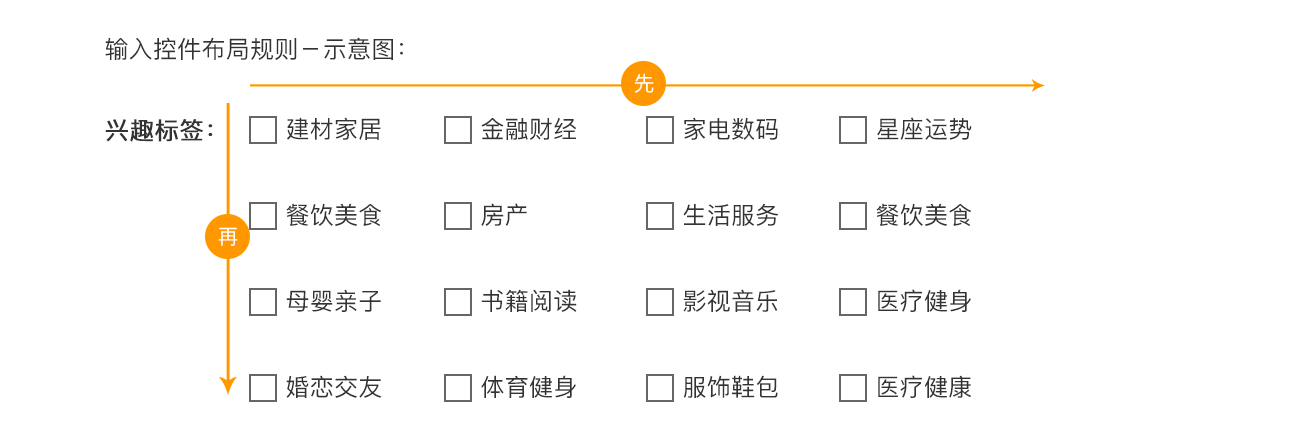 输入控件布局规则－示意图：
先
兴趣标签： 建材家居 金融财经 家电数码 星座运势
餐饮美食 房产 生活服务 餐饮美食
再
母婴亲子 书籍阅读 影视音乐 医疗健身
婚恋交友 体育健身 服饰鞋包 医疗健康